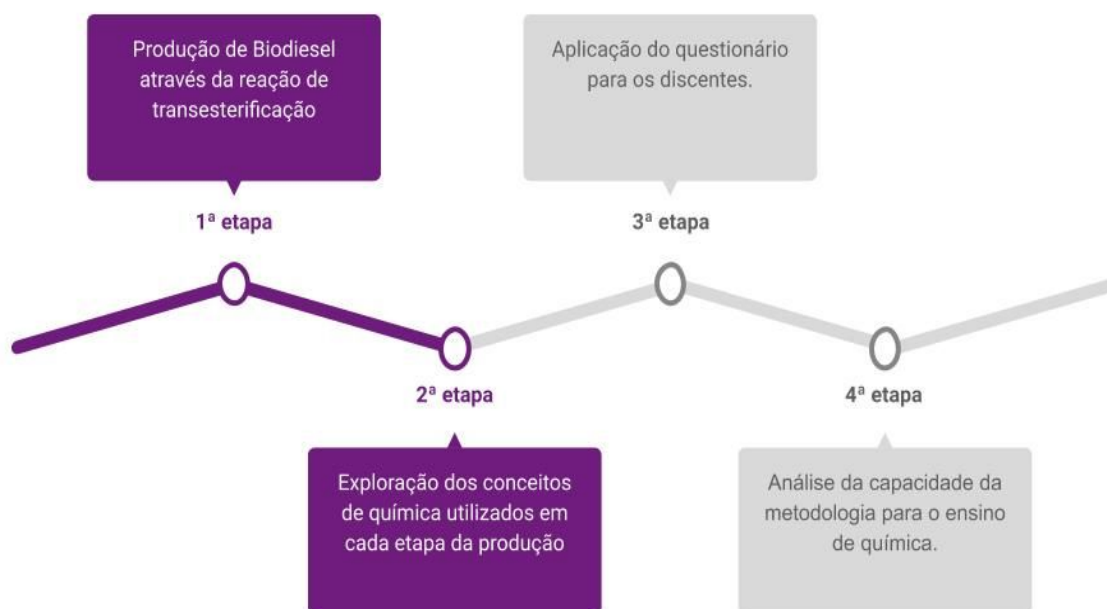 Produção de Biodiesel
através da reação de
transesterificação
1ª etapa
Exploração dos conceitos
de química utilizados em
cada etapa da produção
2ª etapa
Aplicação do questionário
para os discentes.
3ª etapa
Análise da capacidade da
metodologia para o ensino
de química.
4ª etapa